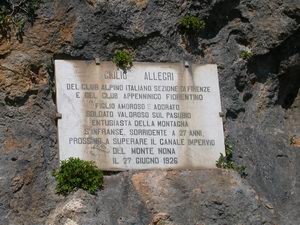 GIULIO ALLEGRI
DEL CLUB ALPINO ITALIANO SEZIONE DI FIRENZE
E DEL CLUB APPENNINICO FIORENTINO
FIGLIO AMOROSO E ADORATO
SOLDATO VALOROSO SUL PASUBIO
ENTUSIASTA DELLA MONTAGNA
S'INFRANSE, SORRIDENTE A 27 ANNI
PROSSIMO A SUPERARE IL CANALE IMPERVIO
DEL MONTE NONA
IL 27 GIUGNO 1926